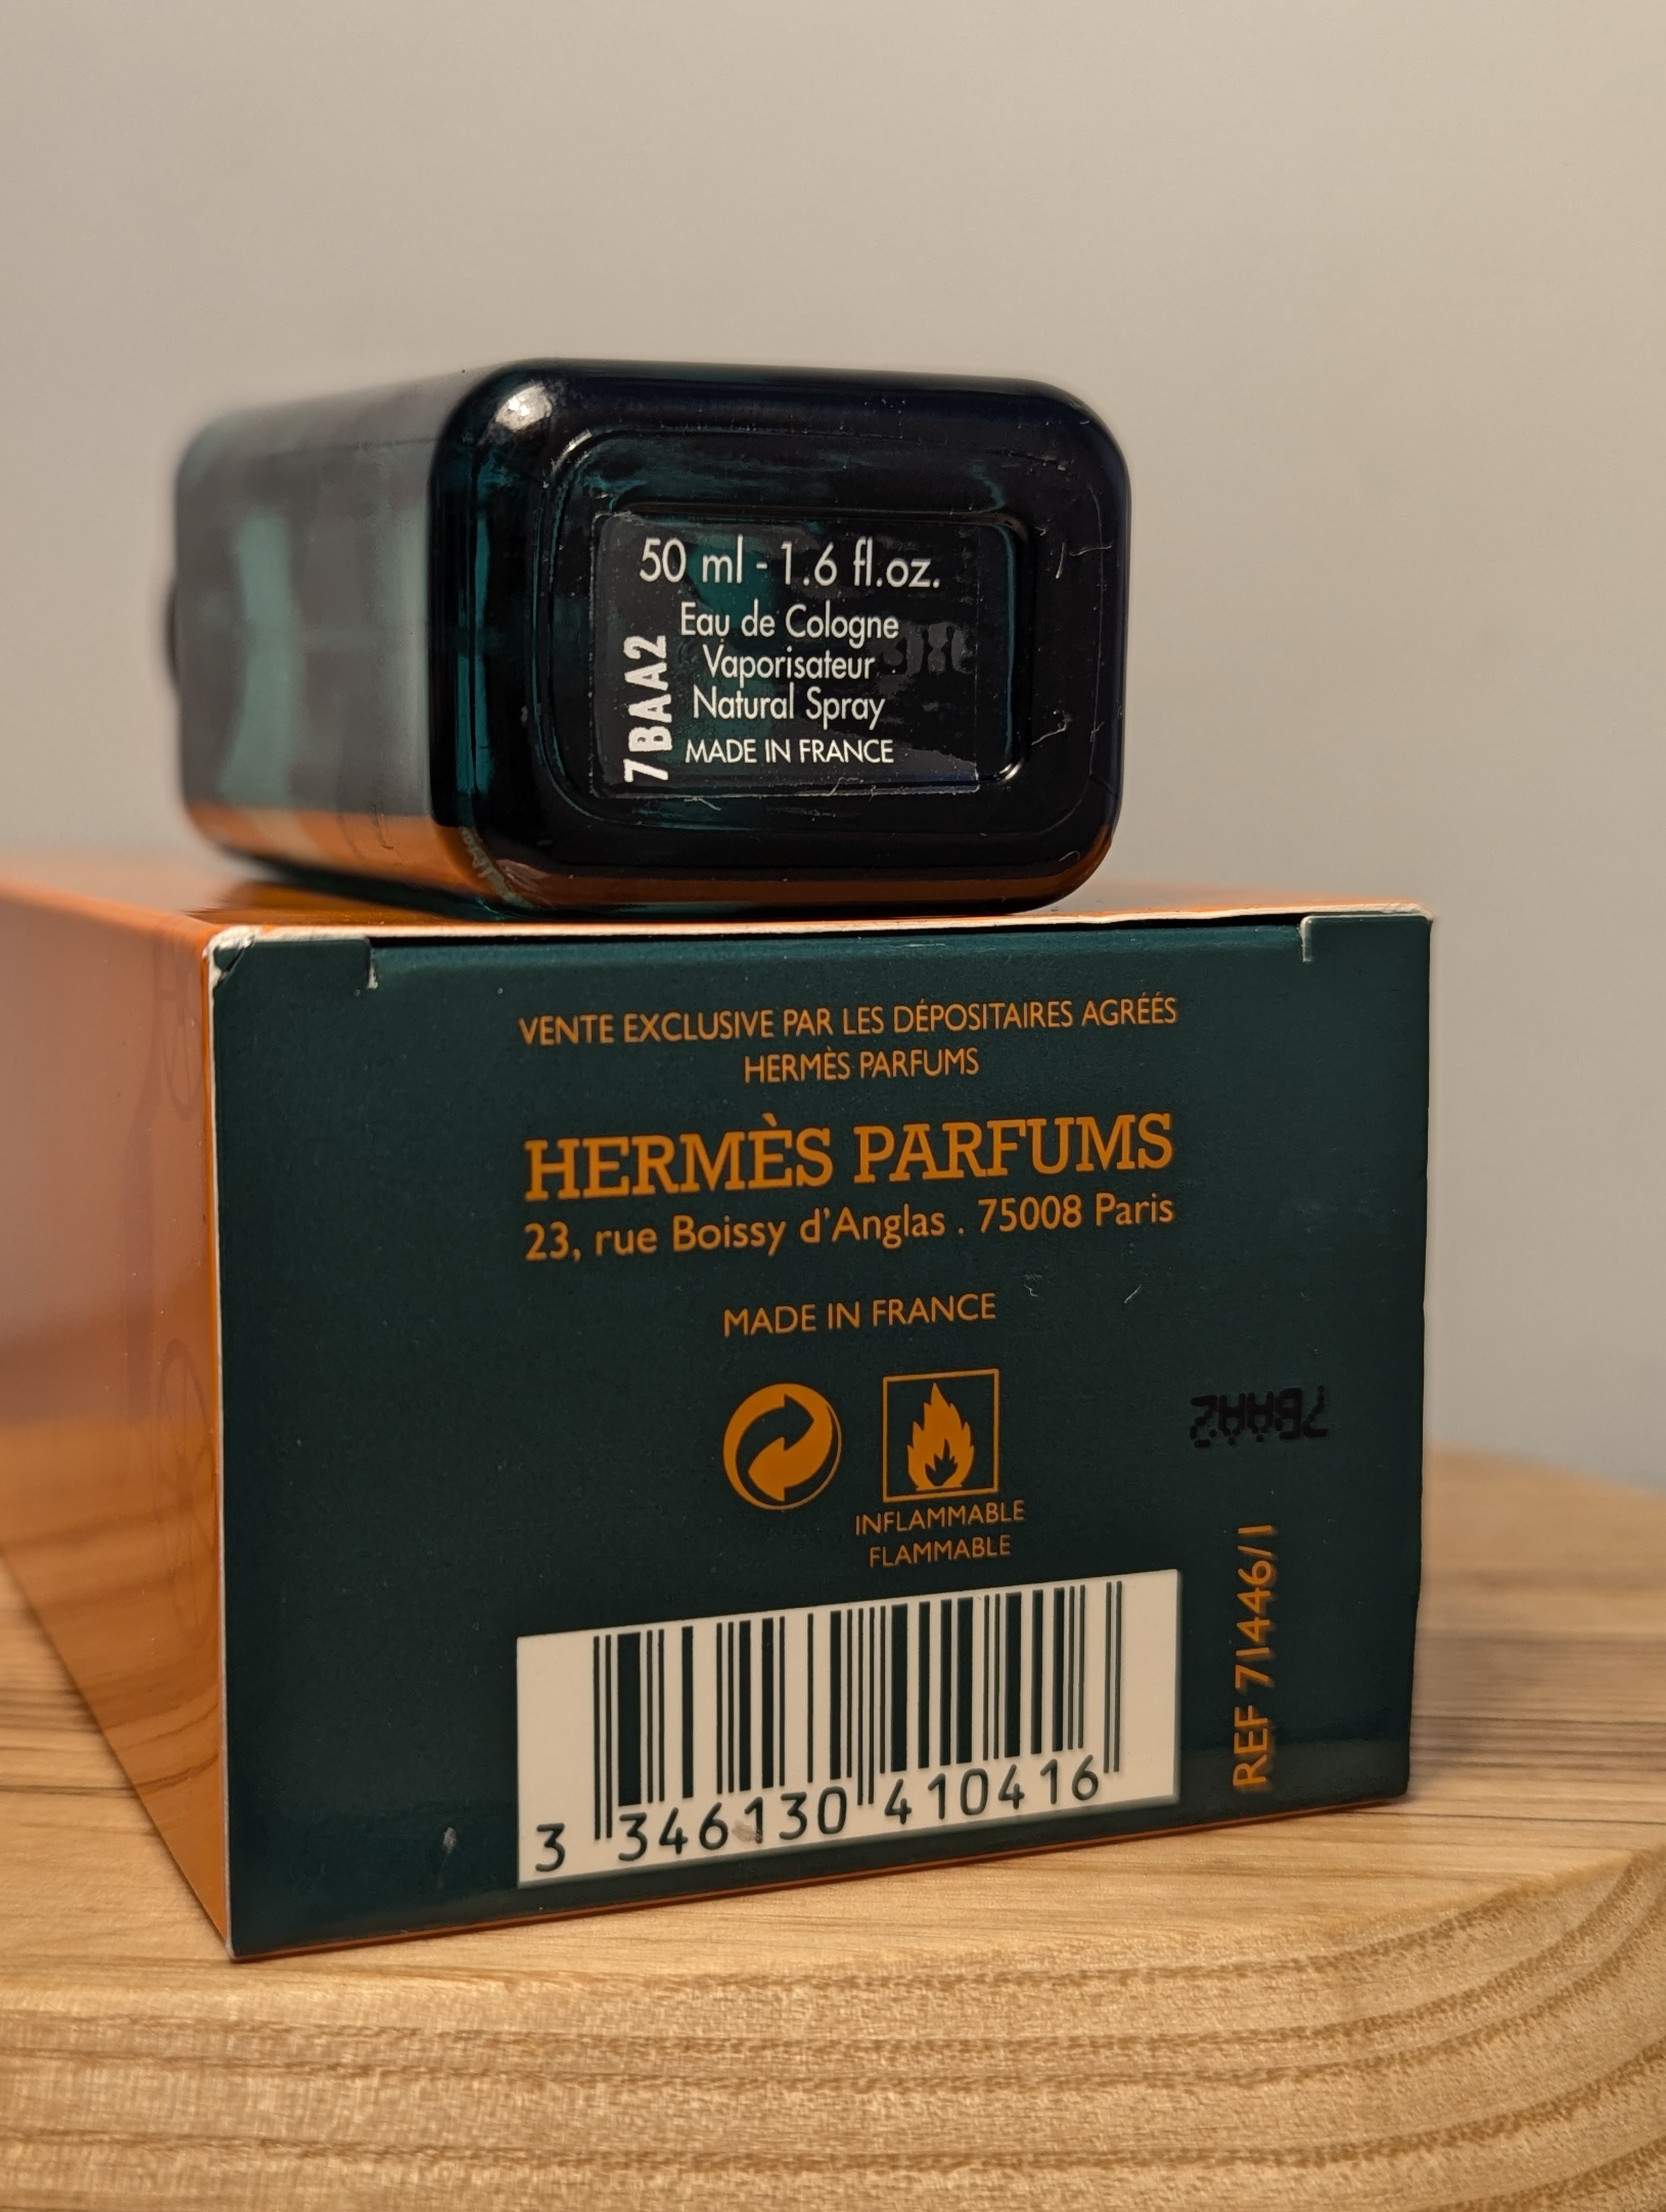 50 ml - 1.6 fl.oz.
Eau de Cologne
Vaporisateur
Natural Spray
MADE IN FRANCE
7BAA2
VENTE EXCLUSIVE PAR LES DÉPOSITAIRES AGRÉÉS
HERMÈS PARFUMS
HERMÈS PARFUMS
23, rue Boissy d'Anglas . 75008 Paris
MADE IN FRANCE
INFLAMMABLE
FLAMMABLE
7BAA2
REF 71446/1
3 346130 410416